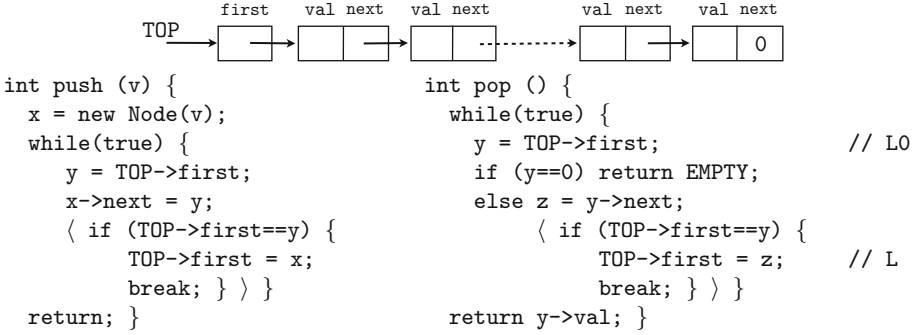 first val next val next val next val next
TOP
0
int push (v) {
x = new Node(v);
while(true) {
y = TOP->first;
x->next = y;
⟨ if (TOP->first==y) {
TOP->first = x;
break; } ⟩ }
return; }
int pop () {
while(true) {
y = TOP->first; // L0
if (y==0) return EMPTY;
else z = y->next;
⟨ if (TOP->first==y) {
TOP->first = z; // L
break; } ⟩ }
return y->val; }